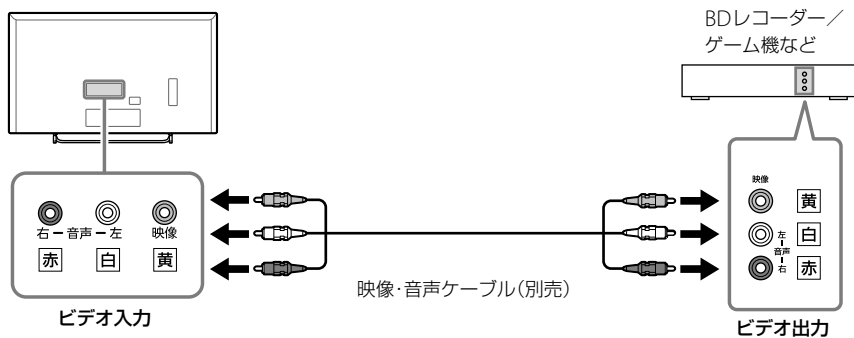 BDレコーダー／
ゲーム機など
右ー音声ー左
映像
赤
白
黄
ビデオ入力
映像・音声ケーブル（別売）
映像
黄
左
音声
右
白
赤
ビデオ出力